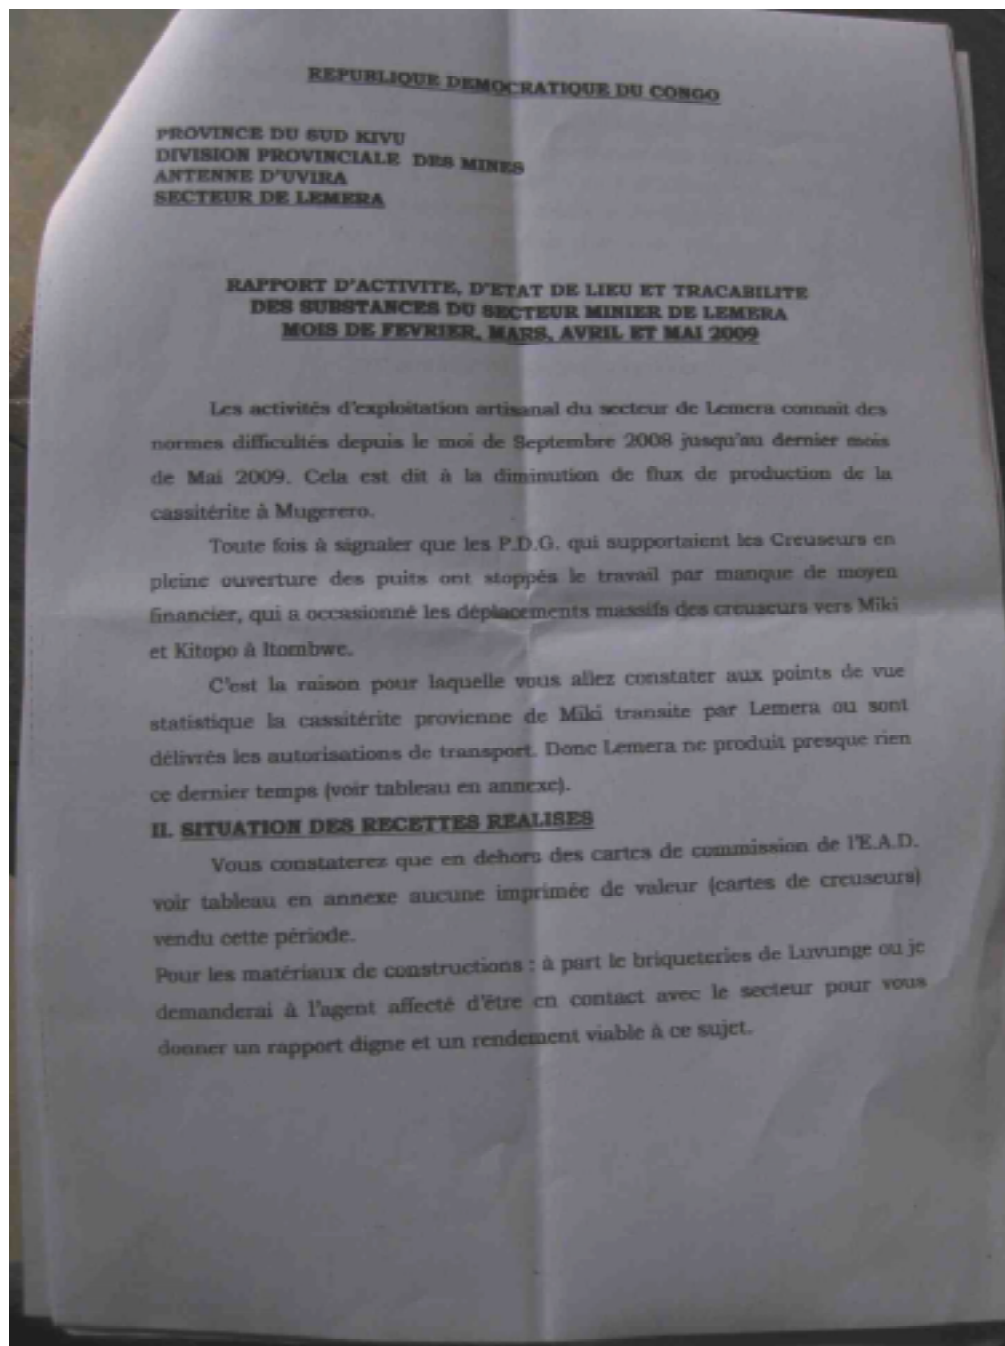 REPUBLIQUE DEMOCRATIQUE DU CONGO
PROVINCE DU SUD KIVU
DIVISION PROVINCIALE DES MINES
ANTENNE D'UVIRA
SECTEUR DE LEMERA
RAPPORT D'ACTIVITE, D'ETAT DE LIEU ET TRACABILITE
DES SUBSTANCES DU SECTEUR MINIER DE LEMERA
MOIS DE FEVRIER, MARS, AVRIL ET MAI 2009
Les activités d'exploitation artisanal du secteur de Lemera connaît des
normes difficultés depuis le moi de Septembre 2008 jusqu'au dernier mois
de Mai 2009. Cela est dit à la diminution de flux de production de la
cassitérite à Mugerero.
Toute fois à signaler que les P.D.G. qui supportaient les Creuseurs en
pleine ouverture des puits ont stoppés le travail par manque de moyen
financier, qui a occasionné les déplacements massifs des creuseurs vers Miki
et Kitopo à Itombwe.
C'est la raison pour laquelle vous allez constater aux points de vue
statistique la cassitérite provienne de Miki transite par Lemera ou sont
délivrés les autorisations de transport. Donc Lemera ne produit presque rien
ce dernier temps (voir tableau en annexe).
II. SITUATION DES RECETTES REALISES
Vous constaterez que en dehors des cartes de commission de l'E.A.D.
voir tableau en annexe aucune imprimée de valeur (cartes de creuseurs)
vendu cette période.
Pour les matériaux de constructions : à part le briqueteries de Luvunge ou je
demanderai à l'agent affecté d'être en contact avec le secteur pour vous
donner un rapport digne et un rendement viable à ce sujet.